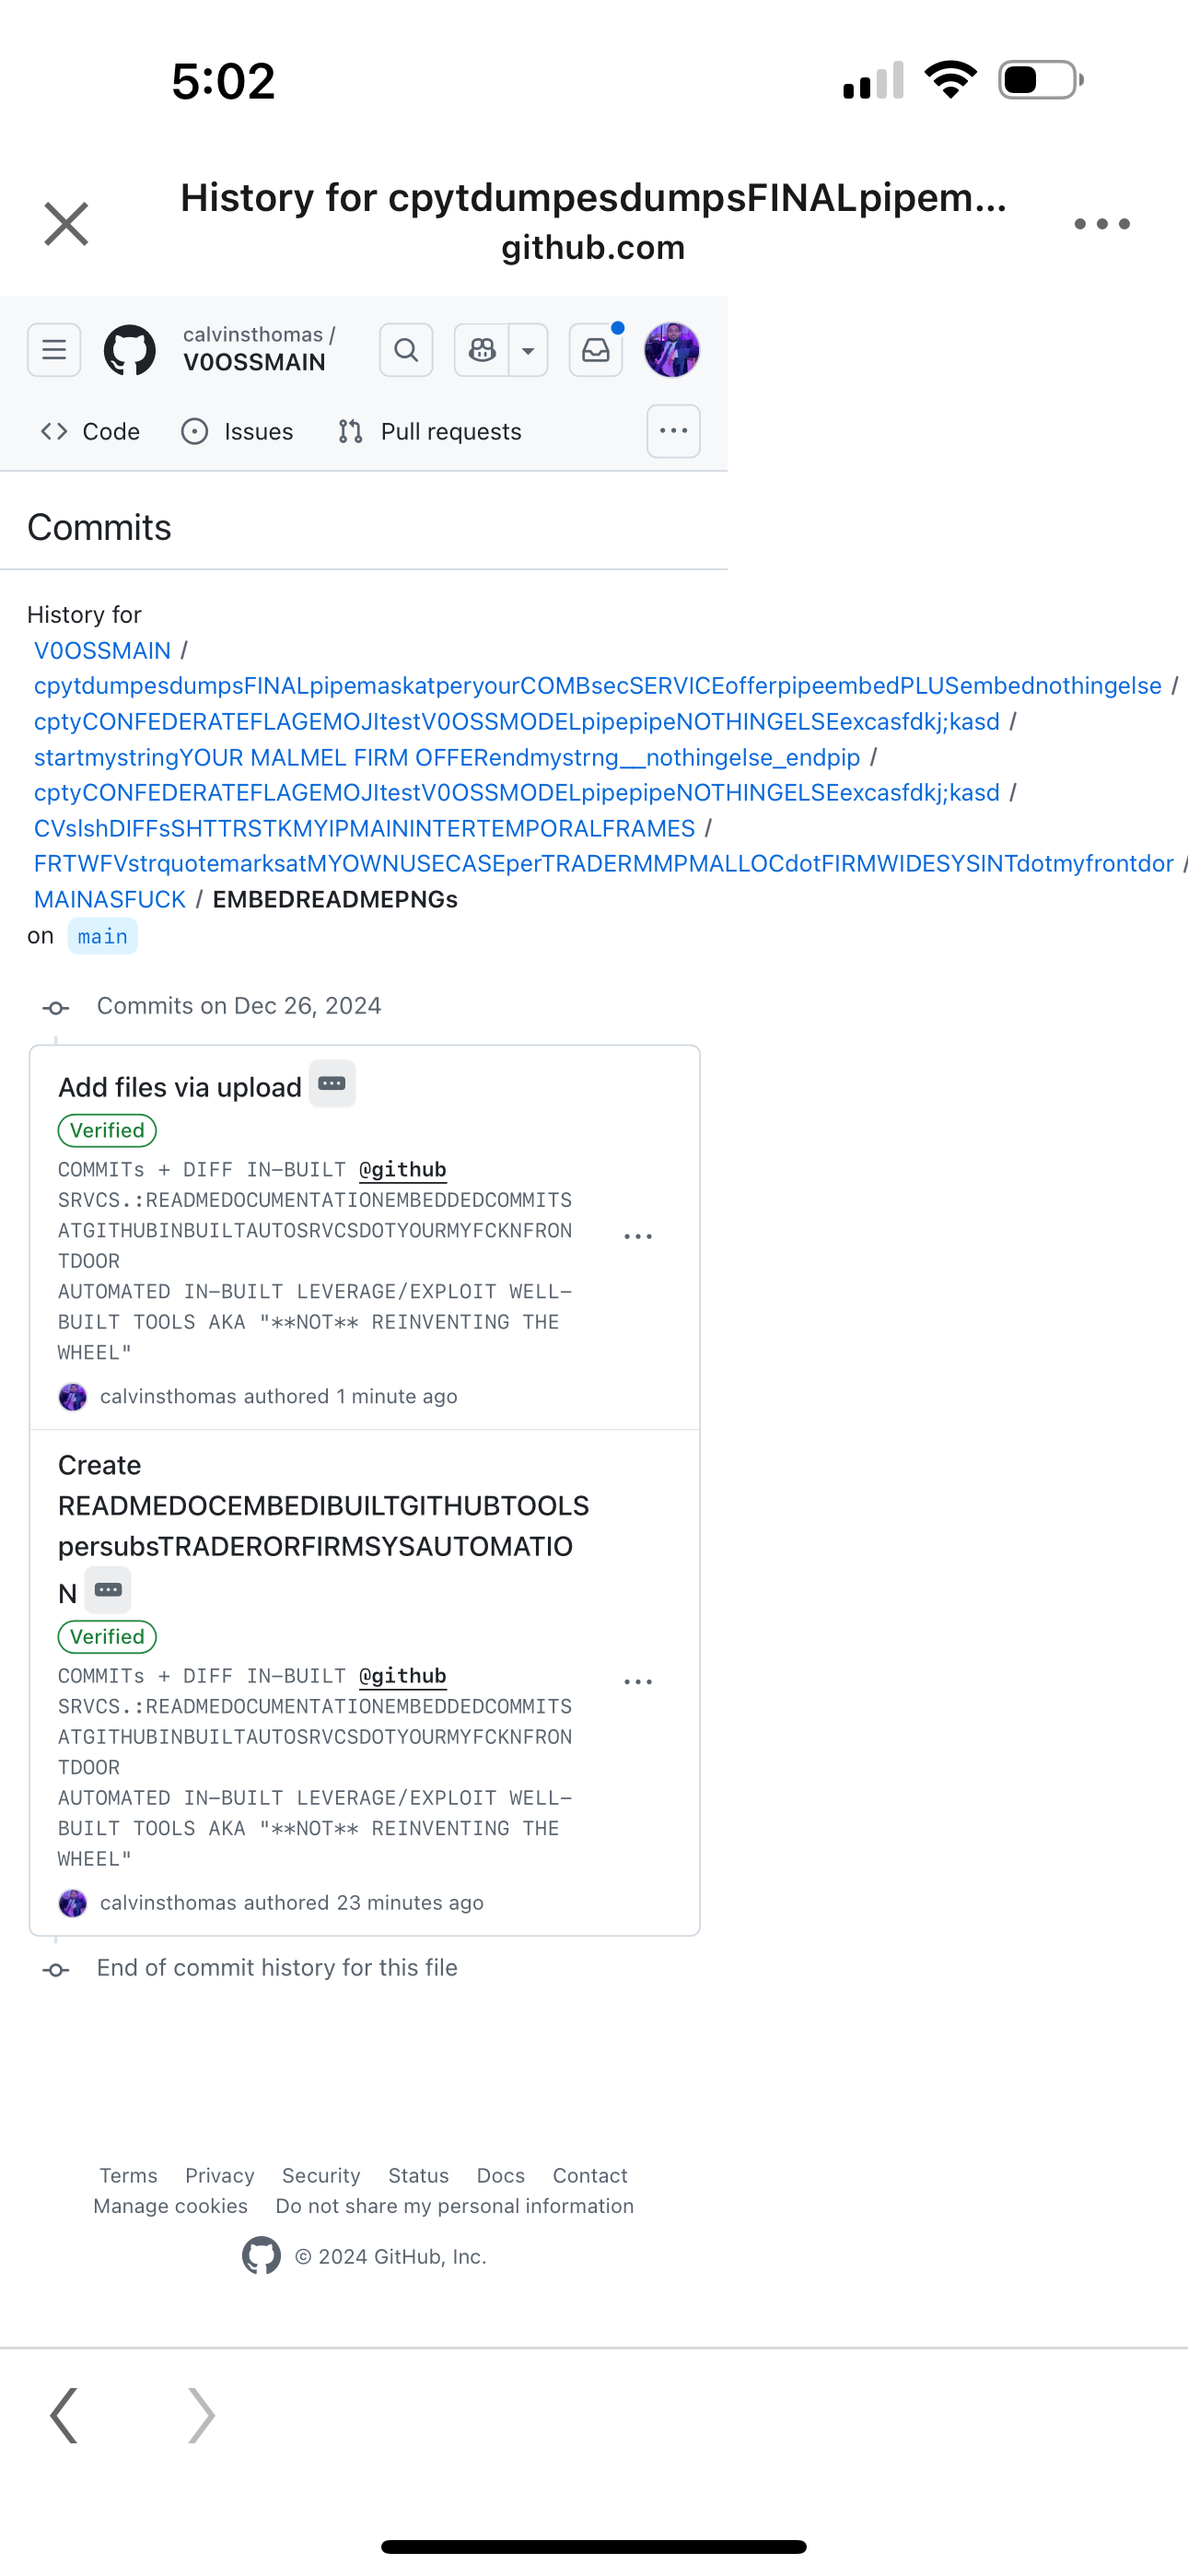 5:02
History for cpytdumpesdumpsFINALpipem...
github.com
calvinsthomas /
V0OSSMAIN
Code
Issues
Pull requests
Commits
History for
V0OSSMAIN /
cpytdumpesdumpsFINALpipemaskatperyourCOMBsecSERVICEofferpipeembedPLUSembednothingelse /
cptyCONFEDERATEFLAGEMOJItestV0OSSMODELpipepipeNOTHINGELSEexcasfdkj;kasd /
startmystringYOUR MALMEL FIRM OFFERendmystrng__nothingelse_endpip /
cptyCONFEDERATEFLAGEMOJItestV0OSSMODELpipepipeNOTHINGELSEexcasfdkj;kasd /
CVslshDIFFsSHTTRSTKMYIPMAININTERTEMPORALFRAMES /
FRTWFVstrquotemarksatMYOWNUSECASEperTRADERMMPMALLOCdotFIRMWIDESYSINTdotmyfrontdor /
MAINASFUCK / EMBEDREADMEPNGs
on main
Commits on Dec 26, 2024
Add files via upload
Verified
COMMITs + DIFF IN-BUILT @github
SRVCS.:READMEDOCUMENTATIONEMBEDDEDCOMMITS
ATGITHUBINBUILTAUTOSRVCSDOTYOURMYFCKNFRON
TDOOR
AUTOMATED IN-BUILT LEVERAGE/EXPLOIT WELL-
BUILT TOOLS AKA "**NOT** REINVENTING THE
WHEEL"
calvinsthomas authored 1 minute ago
Create
READMEDOCEMBEDIBUILTGITHUBTOOLS
persubsTRADERORFIRMSYSAUTOMATIO
N
Verified
COMMITs + DIFF IN-BUILT @github
SRVCS.:READMEDOCUMENTATIONEMBEDDEDCOMMITS
ATGITHUBINBUILTAUTOSRVCSDOTYOURMYFCKNFRON
TDOOR
AUTOMATED IN-BUILT LEVERAGE/EXPLOIT WELL-
BUILT TOOLS AKA "**NOT** REINVENTING THE
WHEEL"
calvinsthomas authored 23 minutes ago
End of commit history for this file
Terms Privacy Security Status Docs Contact
Manage cookies Do not share my personal information
© 2024 GitHub, Inc.